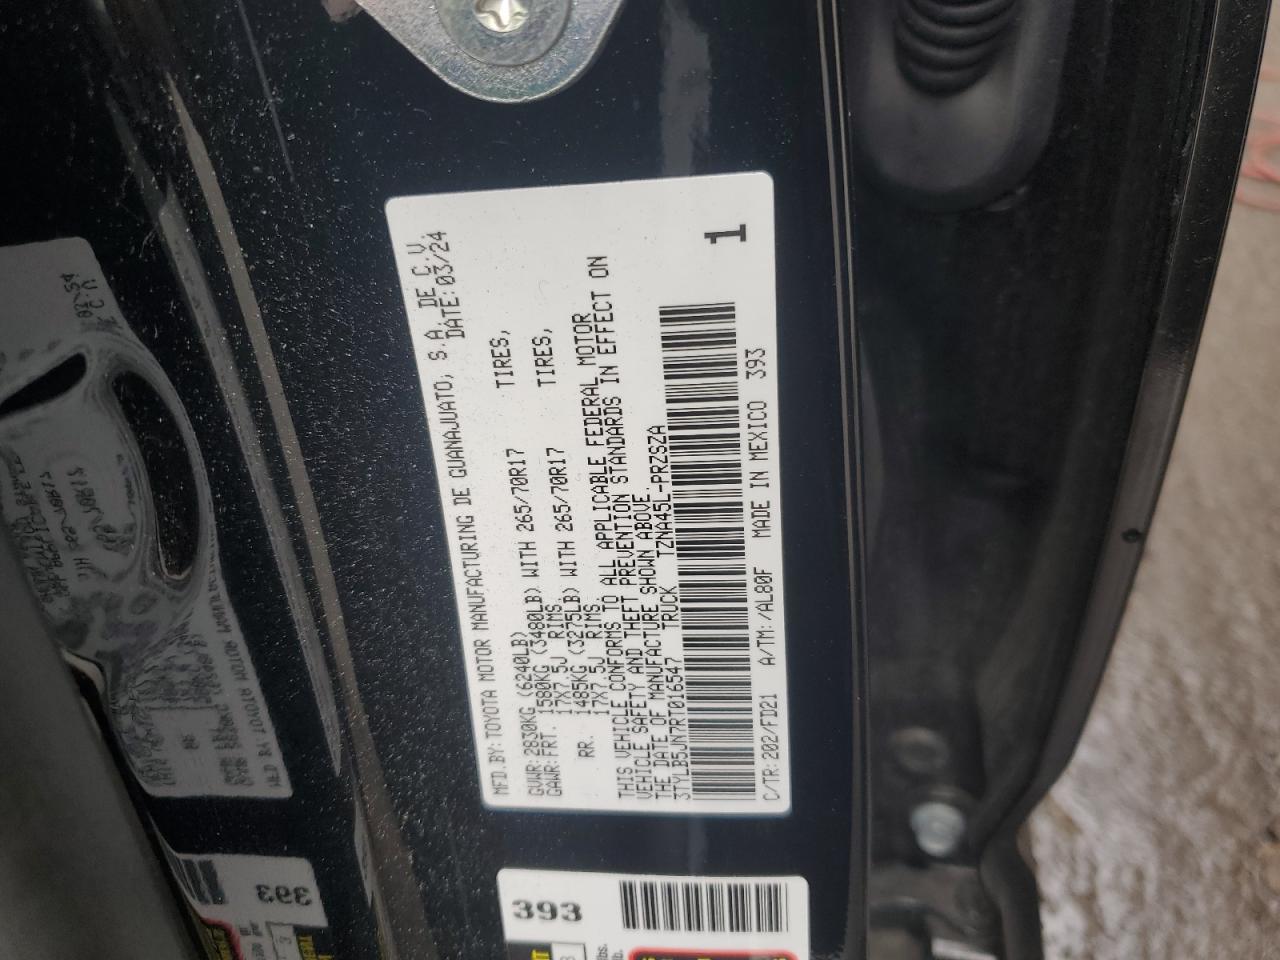 MFD.BY:TOYOTA MOTOR MANUFACTURING DE GUANAJUATO, S.A. DE C.V.
DATE:03/24
GVWR:2830KG (6240LB)
GAWR:FRT. 1580KG (3480LB) WITH 265/70R17 TIRES,
17X7.5J RIMS,
RR. 1485KG (3275LB) WITH 265/70R17 TIRES,
17X7.5J RIMS.
THIS VEHICLE CONFORMS TO ALL APPLICABLE FEDERAL MOTOR
VEHICLE SAFETY AND THEFT PREVENTION STANDARDS IN EFFECT ON
THE DATE OF MANUFACTURE SHOWN ABOVE.
3TYLB5JN7RT016547 TRUCK TZNA45L-PRZSZA
1
C/TR:202/FD21 A/TM:/AL80F MADE IN MEXICO 393
393